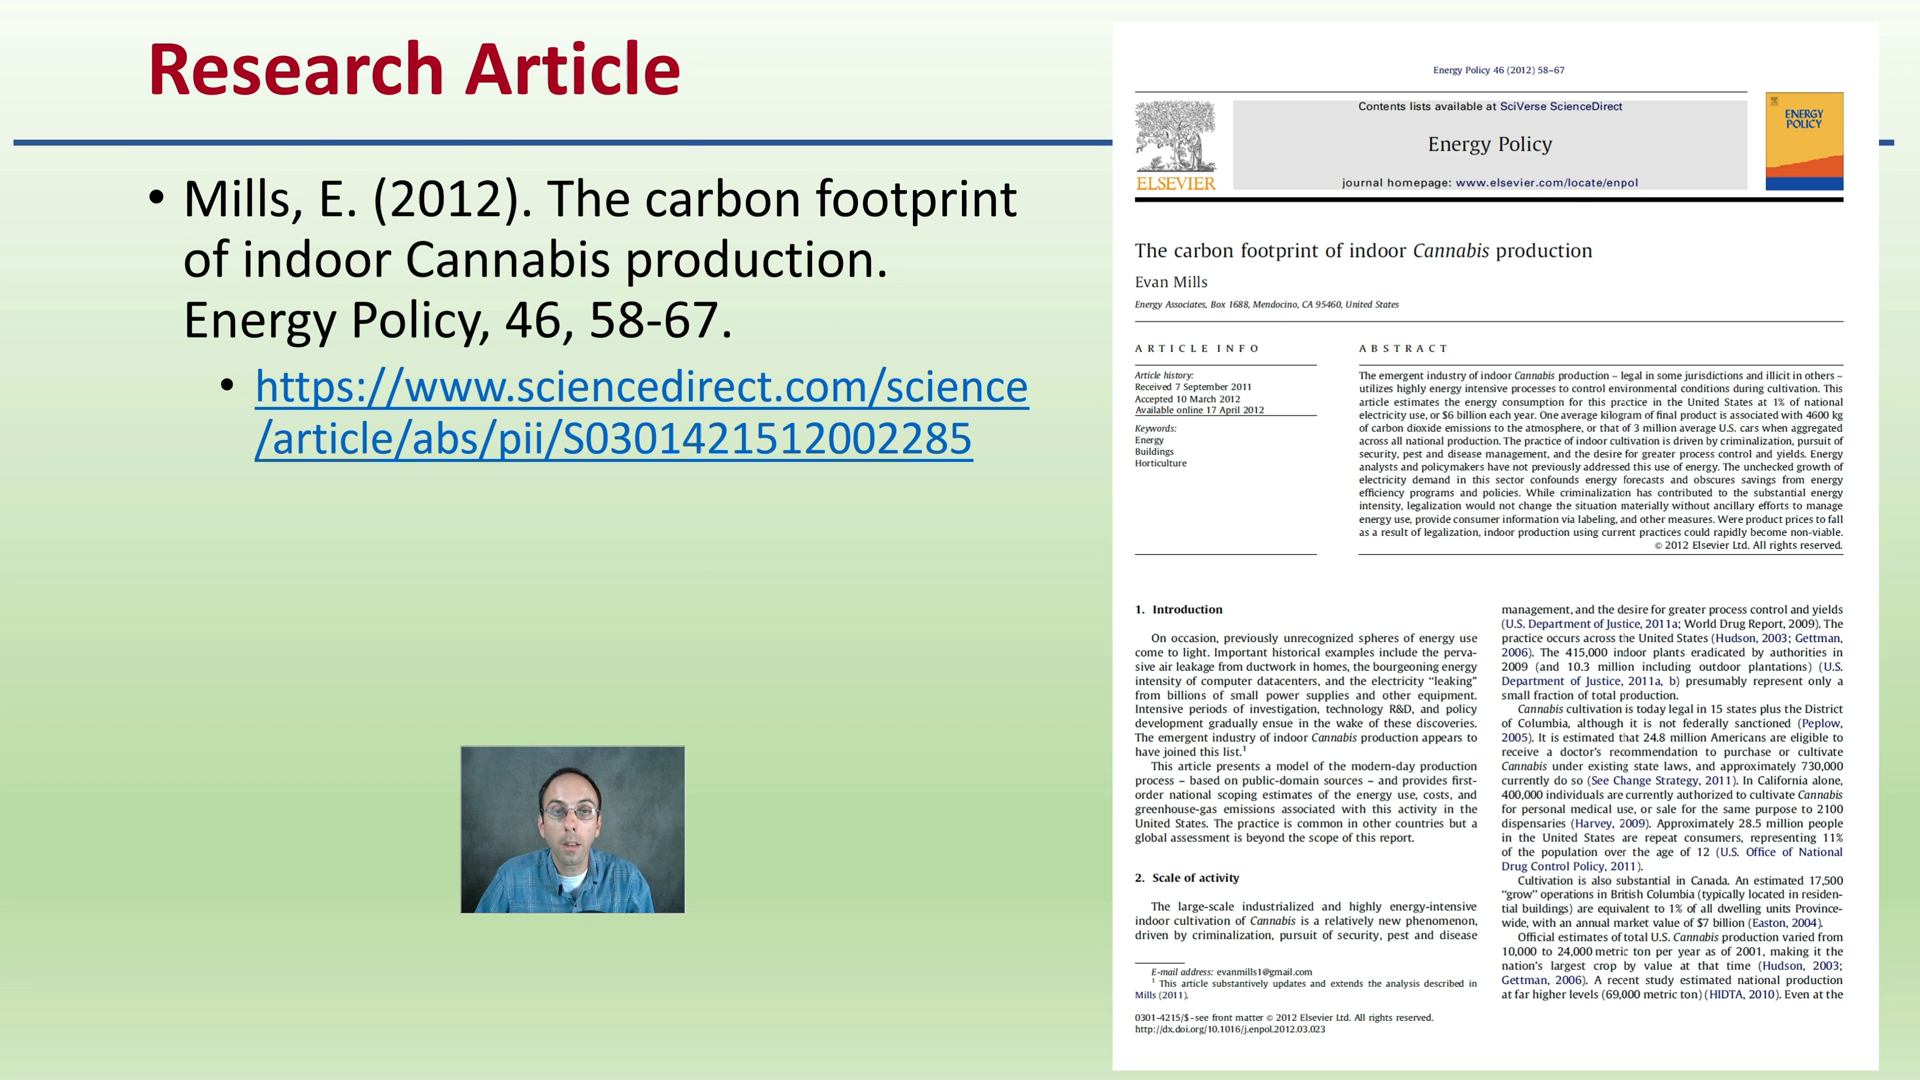 Research Article
• Mills, E. (2012). The carbon footprint
of indoor Cannabis production.
Energy Policy, 46, 58-67.
• https://www.sciencedirect.com/science
/article/abs/pii/S0301421512002285
Energy Policy 46 (2012) 58–67
Contents lists available at SciVerse ScienceDirect
Energy Policy
journal homepage: www.elsevier.com/locate/enpol
ELSEVIER
ENERGY
POLICY
The carbon footprint of indoor Cannabis production
Evan Mills
Energy Associates, Box 1688, Mendocino, CA 95460, United States
ARTICLE INFO
Article history:
Received 7 September 2011
Accepted 10 March 2012
Available online 17 April 2012
Keywords:
Energy
Buildings
Horticulture
ABSTRACT
The emergent industry of indoor Cannabis production – legal in some jurisdictions and illicit in others –
utilizes highly energy intensive processes to control environmental conditions during cultivation. This
article estimates the energy consumption for this practice in the United States at 1% of national
electricity use, or $6 billion each year. One average kilogram of final product is associated with 4600 kg
of carbon dioxide emissions to the atmosphere, or that of 3 million average U.S. cars when aggregated
across all national production. The practice of indoor cultivation is driven by criminalization, pursuit of
security, pest and disease management, and the desire for greater process control and yields. Energy
analysts and policymakers have not previously addressed this use of energy. The unchecked growth of
electricity demand in this sector confounds energy forecasts and obscures savings from energy
efficiency programs and policies. While criminalization has contributed to the substantial energy
intensity, legalization would not change the situation materially without ancillary efforts to manage
energy use, provide consumer information via labeling, and other measures. Were product prices to fall
as a result of legalization, indoor production using current practices could rapidly become non-viable.
© 2012 Elsevier Ltd. All rights reserved.
1. Introduction
On occasion, previously unrecognized spheres of energy use
come to light. Important historical examples include the perva-
sive air leakage from ductwork in homes, the bourgeoning energy
intensity of computer datacenters, and the electricity “leaking”
from billions of small power supplies and other equipment.
Intensive periods of investigation, technology R&D, and policy
development gradually ensue in the wake of these discoveries.
The emergent industry of indoor Cannabis production appears to
have joined this list.1
This article presents a model of the modern-day production
process – based on public-domain sources – and provides first-
order national scoping estimates of the energy use, costs, and
greenhouse-gas emissions associated with this activity in the
United States. The practice is common in other countries but a
global assessment is beyond the scope of this report.
2. Scale of activity
The large-scale industrialized and highly energy-intensive
indoor cultivation of Cannabis is a relatively new phenomenon,
driven by criminalization, pursuit of security, pest and disease
E-mail address: evanmills1@gmail.com
1 This article substantively updates and extends the analysis described in
Mills (2011).
0301-4215/$ - see front matter © 2012 Elsevier Ltd. All rights reserved.
http://dx.doi.org/10.1016/j.enpol.2012.03.023
management, and the desire for greater process control and yields
(U.S. Department of Justice, 2011a; World Drug Report, 2009). The
practice occurs across the United States (Hudson, 2003; Gettman,
2006). The 415,000 indoor plants eradicated by authorities in
2009 (and 10.3 million including outdoor plantations) (U.S.
Department of Justice, 2011a, b) presumably represent only a
small fraction of total production.
Cannabis cultivation is today legal in 15 states plus the District
of Columbia, although it is not federally sanctioned (Peplow,
2005). It is estimated that 24.8 million Americans are eligible to
receive a doctor’s recommendation to purchase or cultivate
Cannabis under existing state laws, and approximately 730,000
currently do so (See Change Strategy, 2011). In California alone,
400,000 individuals are currently authorized to cultivate Cannabis
for personal medical use, or sale for the same purpose to 2100
dispensaries (Harvey, 2009). Approximately 28.5 million people
in the United States are repeat consumers, representing 11%
of the population over the age of 12 (U.S. Office of National
Drug Control Policy, 2011).
Cultivation is also substantial in Canada. An estimated 17,500
“grow” operations in British Columbia (typically located in residen-
tial buildings) are equivalent to 1% of all dwelling units Province-
wide, with an annual market value of $7 billion (Easton, 2004).
Official estimates of total U.S. Cannabis production varied from
10,000 to 24,000 metric ton per year as of 2001, making it the
nation’s largest crop by value at that time (Hudson, 2003;
Gettman, 2006). A recent study estimated national production
at far higher levels (69,000 metric ton) (HIDTA, 2010). Even at the